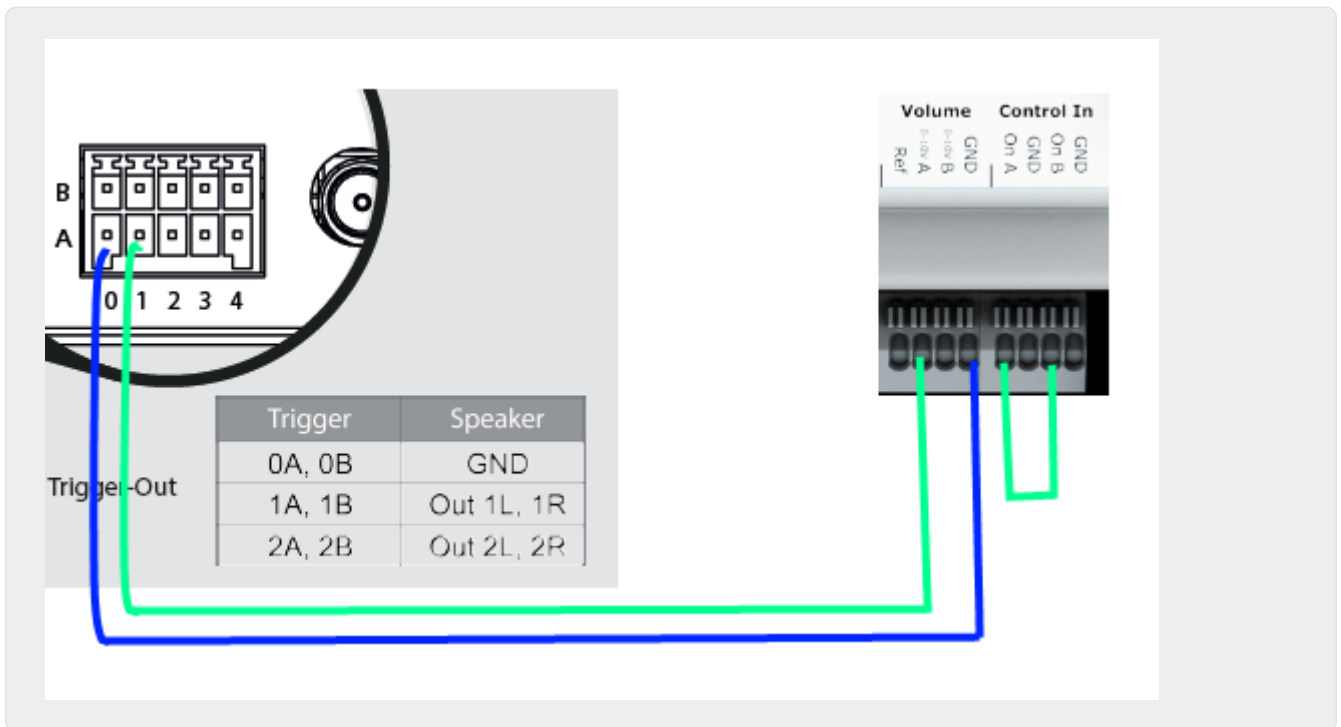 Volume Control In
Ref
0-10V A
0-10V B
GND
On A
GND
On B
GND
B
A
0 1 2 3 4
Trigger Speaker
0A, 0B GND
Trigger-Out
1A, 1B Out 1L, 1R
2A, 2B Out 2L, 2R